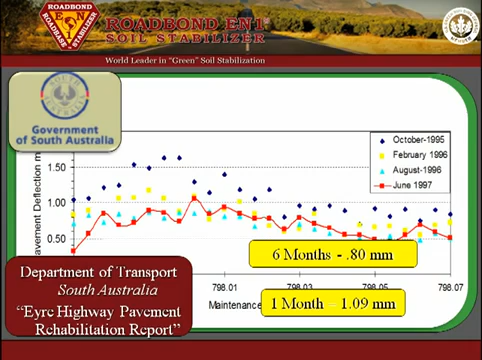 ROADBOND
EN
1
ROADBASE
STABILIZER
ROADBOND EN1
SOIL STABILIZER
World Leader in "Green" Soil Stabilization
Government
of South Australia
October-1995
February 1996
August-1996
June 1997
1.50
1.00
0.50
avement Deflection m
798.01
798.03
798.05
798.07
Maintenance
6 Months - .80 mm
1 Month – 1.09 mm
Department of Transport
South Australia
"Eyre Highway Pavement
Rehabilitation Report"